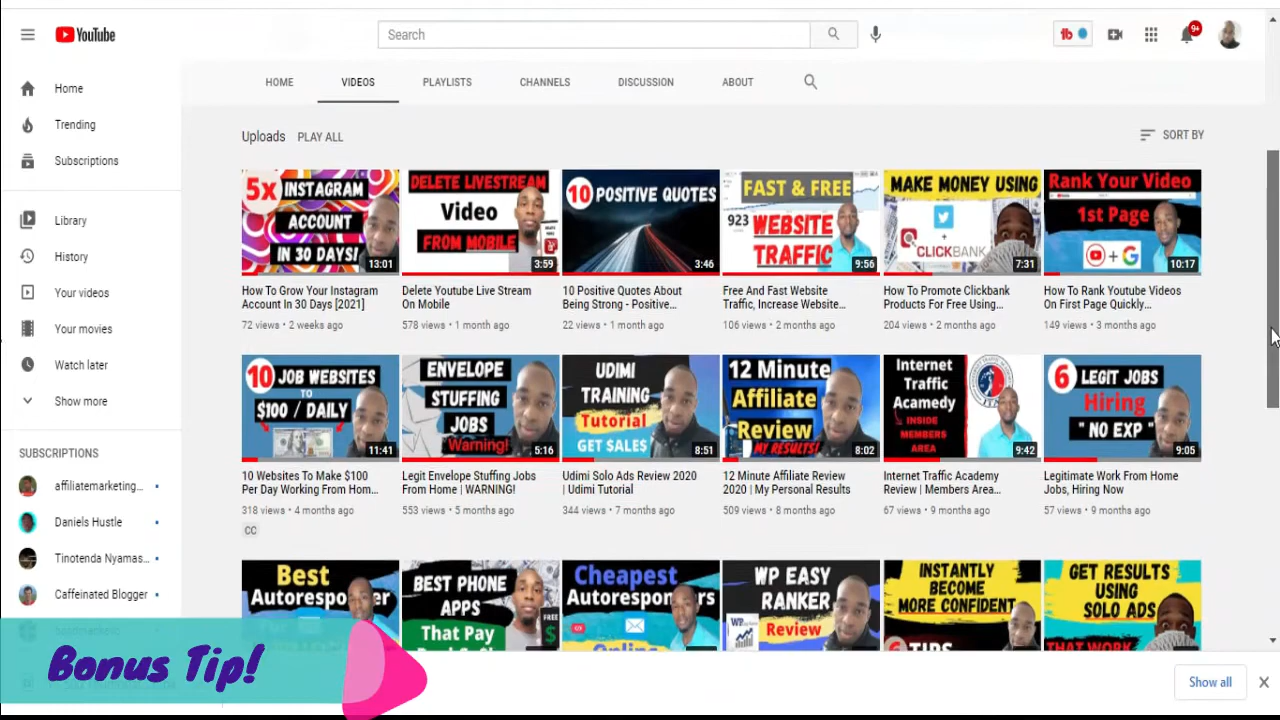 YouTube
Search
9+
HOME
VIDEOS
PLAYLISTS
CHANNELS
DISCUSSION
ABOUT
Home
Trending
Subscriptions
Library
History
Your videos
Your movies
Watch later
Show more
SUBSCRIPTIONS
affiliatemarketing...
Daniels Hustle
Tinotenda Nyamas...
Caffeinated Blogger
Uploads PLAY ALL
SORT BY
5x INSTAGRAM
ACCOUNT
IN 30 DAYS!
13:01
How To Grow Your Instagram
Account In 30 Days [2021]
72 views • 2 weeks ago
DELETE LIVESTREAM
Video
FROM MOBILE
3:59
Delete Youtube Live Stream
On Mobile
578 views • 1 month ago
10 POSITIVE QUOTES
3:46
10 Positive Quotes About
Being Strong - Positive...
22 views • 1 month ago
FAST & FREE
923 WEBSITE
TRAFFIC
9:56
Free And Fast Website
Traffic, Increase Website...
106 views • 2 months ago
MAKE MONEY USING
+
CLICKBANK
7:31
How To Promote Clickbank
Products For Free Using...
204 views • 2 months ago
Rank Your Video
1st Page
+ G
10:17
How To Rank Youtube Videos
On First Page Quickly...
149 views • 3 months ago
10 JOB WEBSITES
TO
$100 / DAILY
11:41
10 Websites To Make $100
Per Day Working From Hom...
318 views • 4 months ago
CC
ENVELOPE
STUFFING
JOBS
Warning!
5:16
Legit Envelope Stuffing Jobs
From Home | WARNING!
553 views • 5 months ago
UDIMI
TRAINING
Tutorial
GET SALES
8:51
Udimi Solo Ads Review 2020
| Udimi Tutorial
344 views • 7 months ago
12 Minute
Affiliate
Review
MY RESULTS!
8:02
12 Minute Affiliate Review
2020 | My Personal Results
509 views • 8 months ago
Internet
Traffic
Acamedy
INSIDE
MEMBERS
AREA
9:42
Internet Traffic Academy
Review | Members Area...
67 views • 9 months ago
6 LEGIT JOBS
Hiring
" NO EXP "
9:05
Legitimate Work From Home
Jobs, Hiring Now
57 views • 9 months ago
Best
Autoresponder
BEST PHONE
APPS
That Pay
FREE
$
Cheapest
Autoresponders
Online
WP EASY
RANKER
Review
INSTANTLY
BECOME
MORE CONFIDENT
6 TIPS
GET RESULTS
USING
SOLO ADS
THAT WORK
Bonus Tip!
Show all